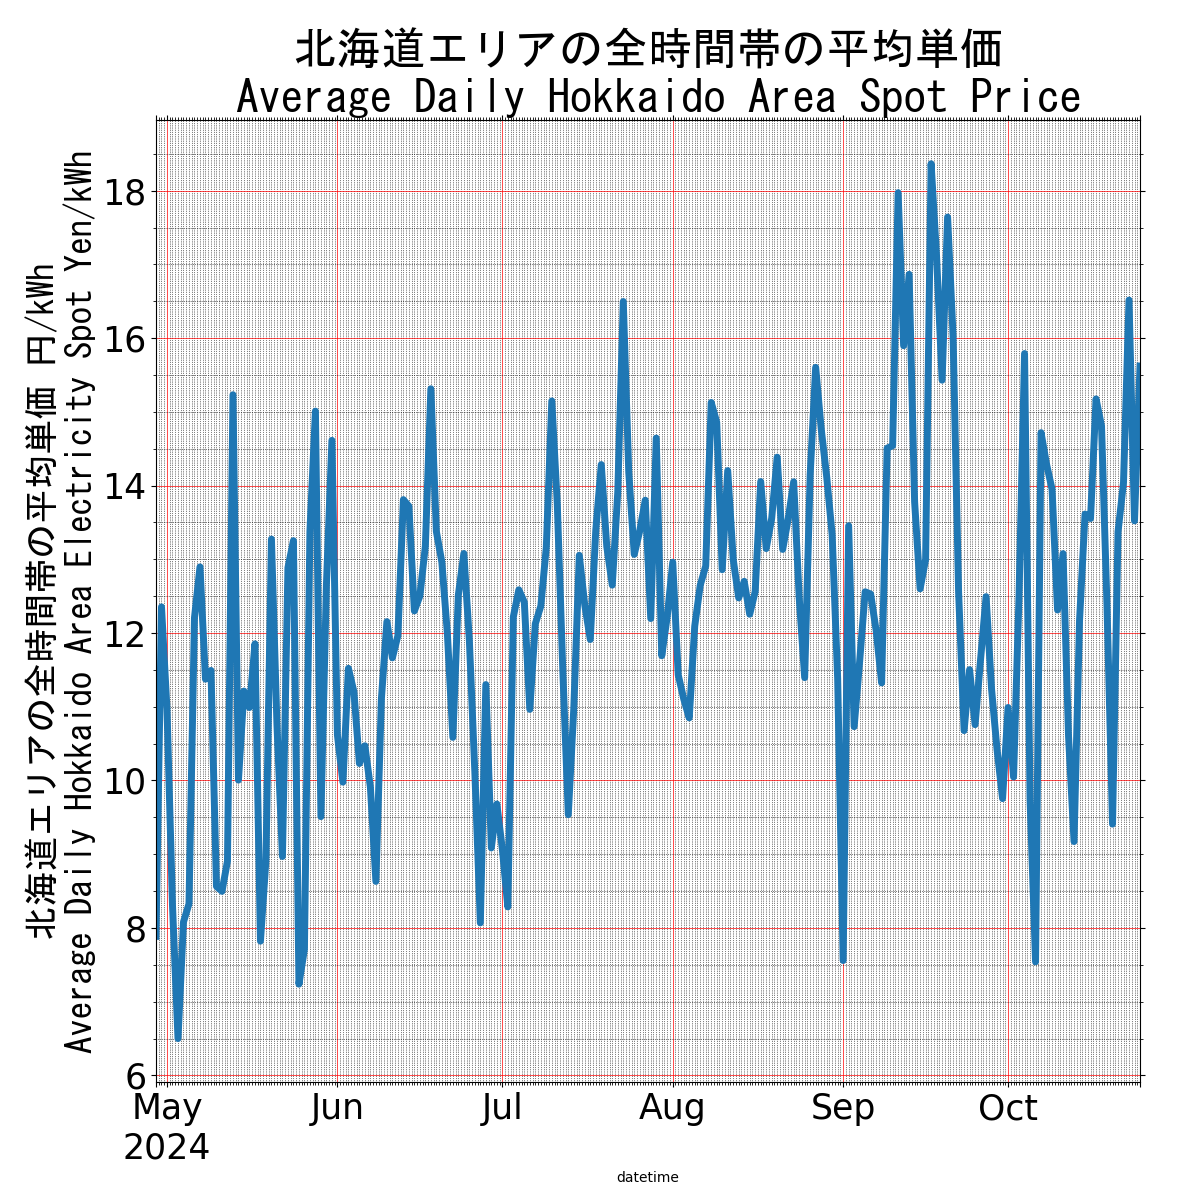 北海道エリアの全時間帯の平均単価
Average Daily Hokkaido Area Spot Price
北海道エリアの全時間帯の平均単価 円/kWh
Average Daily Hokkaido Area Electricity Spot Yen/kWh
18
16
14
12
10
8
6
May Jun Jul Aug Sep Oct
2024
datetime